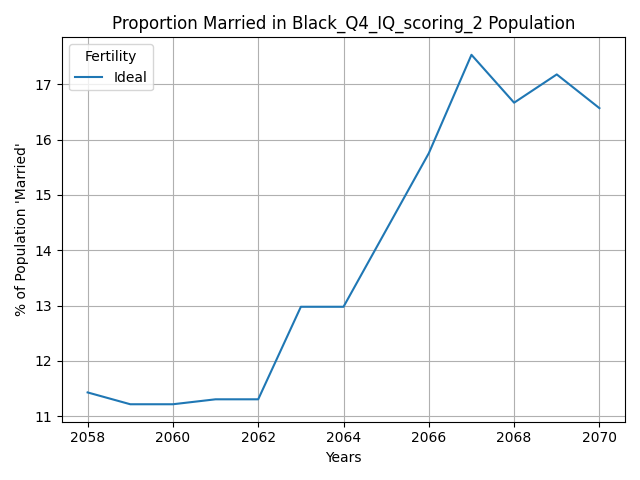 Proportion Married in Black_Q4_IQ_scoring_2 Population
Fertility
Ideal
% of Population 'Married'
17
16
15
14
13
12
11
2058 2060 2062 2064 2066 2068 2070
Years